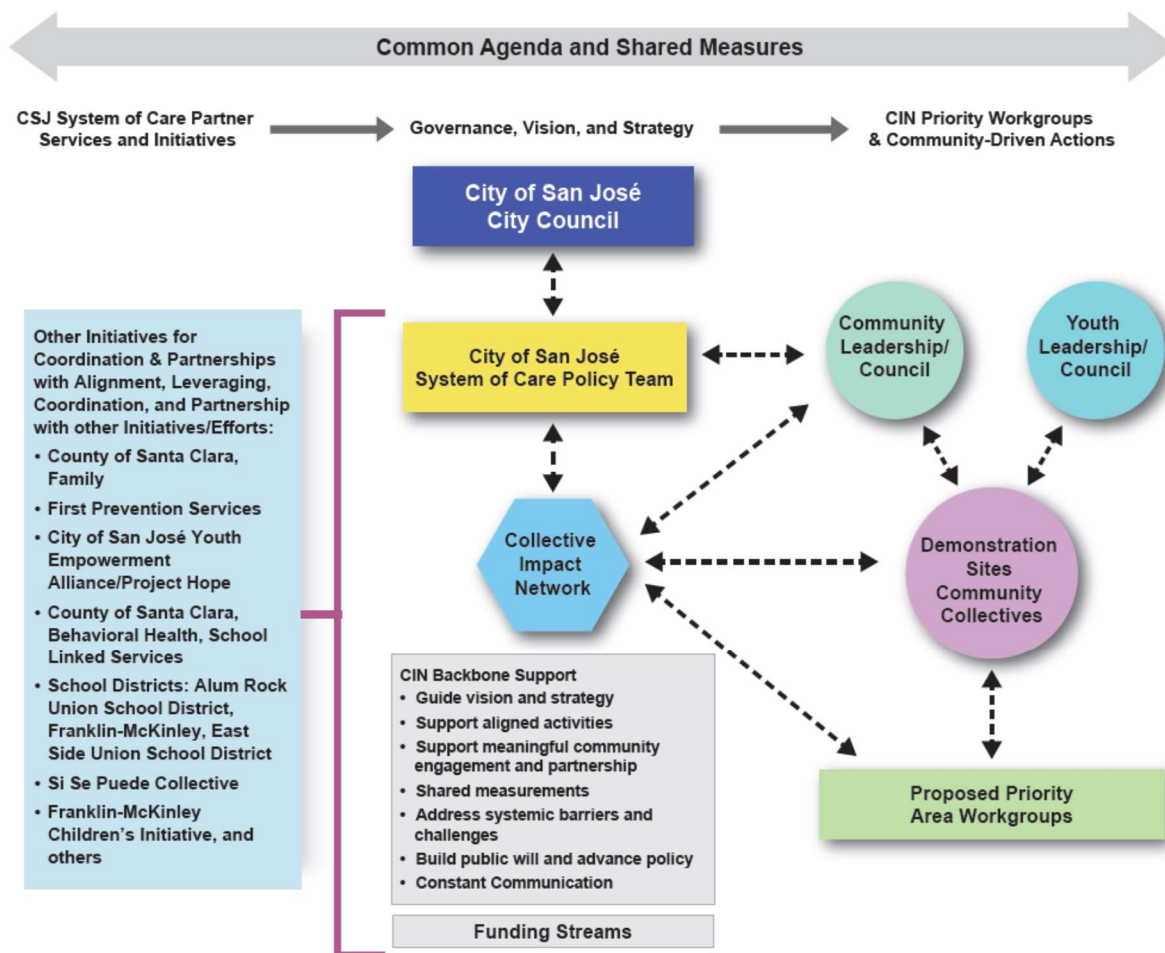 Common Agenda and Shared Measures
CSJ System of Care Partner
Services and Initiatives
Governance, Vision, and Strategy
CIN Priority Workgroups
& Community-Driven Actions
City of San José
City Council
Other Initiatives for
Coordination & Partnerships
with Alignment, Leveraging,
Coordination, and Partnership
with other Initiatives/Efforts:
• County of Santa Clara,
Family
• First Prevention Services
• City of San José Youth
Empowerment
Alliance/Project Hope
• County of Santa Clara,
Behavioral Health, School
Linked Services
• School Districts: Alum Rock
Union School District,
Franklin-McKinley, East
Side Union School District
• Si Se Puede Collective
• Franklin-McKinley
Children's Initiative, and
others
City of San José
System of Care Policy Team
Community
Leadership/
Council
Youth
Leadership/
Council
Collective
Impact
Network
Demonstration
Sites
Community
Collectives
CIN Backbone Support
• Guide vision and strategy
• Support aligned activities
• Support meaningful community
engagement and partnership
• Shared measurements
• Address systemic barriers and
challenges
• Build public will and advance policy
• Constant Communication
Proposed Priority
Area Workgroups
Funding Streams